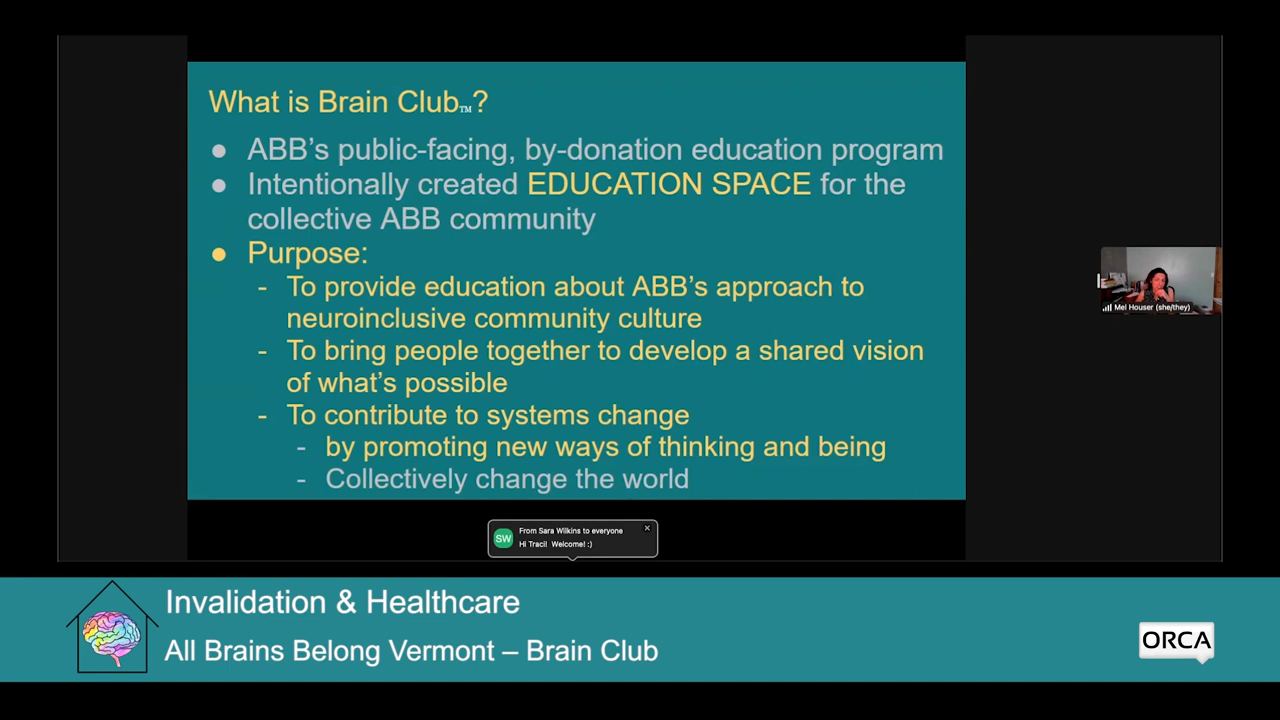 What is Brain Club™?
● ABB's public-facing, by-donation education program
● Intentionally created EDUCATION SPACE for the
collective ABB community
● Purpose:
- To provide education about ABB's approach to
neuroinclusive community culture
- To bring people together to develop a shared vision
of what's possible
- To contribute to systems change
- by promoting new ways of thinking and being
- Collectively change the world
Mel Houser (she/they)
SW
From Sara Wilkins to everyone
Hi Traci! Welcome! :)
Invalidation & Healthcare
All Brains Belong Vermont – Brain Club
ORCA